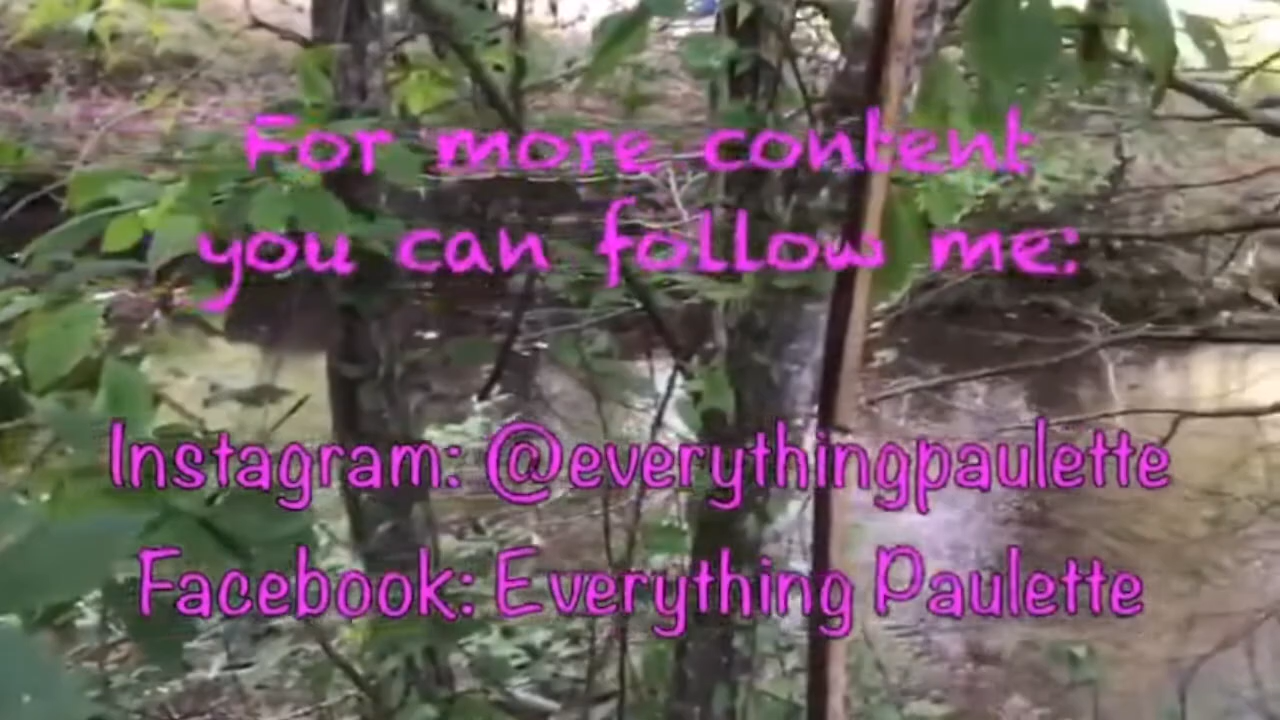 For more content
you can follow me:
Instagram: @everythingpaulette
Facebook: Everything Paulette